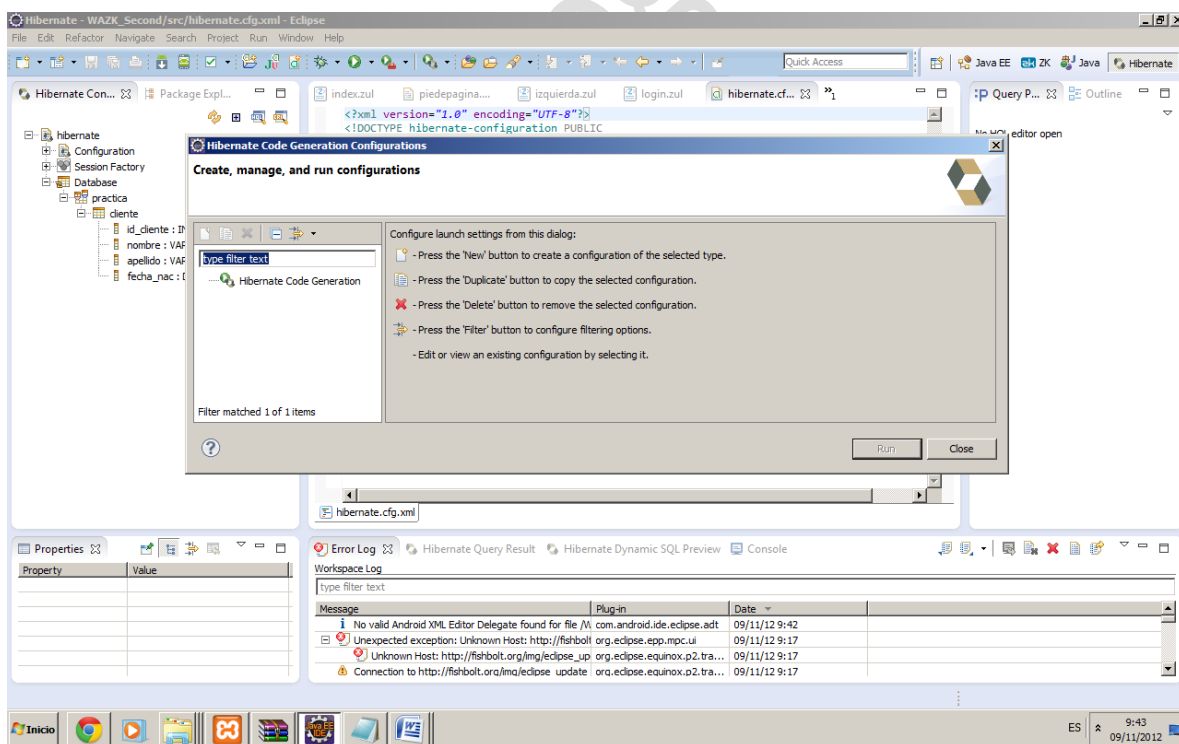 Hibernate - WAZK_Second/src/hibernate.cfg.xml - Eclipse
File Edit Refactor Navigate Search Project Run Window Help
Quick Access
Java EE ZK Java Hibernate
Hibernate Con... Package Expl...
index.zul piedepagina.... izquierda.zul login.zul hibernate.cf... »1
Query P... Outline
<?xml version="1.0" encoding="UTF-8"?>
<!DOCTYPE hibernate-configuration PUBLIC
editor open
hibernate
Configuration
Session Factory
Database
practica
cliente
id_cliente : IN
nombre : VAR
apellido : VAR
fecha_nac : D
Hibernate Code Generation Configurations
Create, manage, and run configurations
type filter text
Hibernate Code Generation
Filter matched 1 of 1 items
Configure launch settings from this dialog:
- Press the 'New' button to create a configuration of the selected type.
- Press the 'Duplicate' button to copy the selected configuration.
- Press the 'Delete' button to remove the selected configuration.
- Press the 'Filter' button to configure filtering options.
- Edit or view an existing configuration by selecting it.
Run Close
hibernate.cfg.xml
Properties
Property Value
Error Log Hibernate Query Result Hibernate Dynamic SQL Preview Console
Workspace Log
type filter text
Message Plug-in Date
No valid Android XML Editor Delegate found for file /W com.android.ide.eclipse.adt 09/11/12 9:42
Unexpected exception: Unknown Host: http://fishbolt org.eclipse.epp.mpc.ui 09/11/12 9:17
Unknown Host: http://fishbolt.org/img/eclipse_up org.eclipse.equinox.p2.tra... 09/11/12 9:17
Connection to http://fishbolt.org/img/eclipse_update org.eclipse.equinox.p2.tra... 09/11/12 9:17
Inicio
ES
9:43
09/11/2012